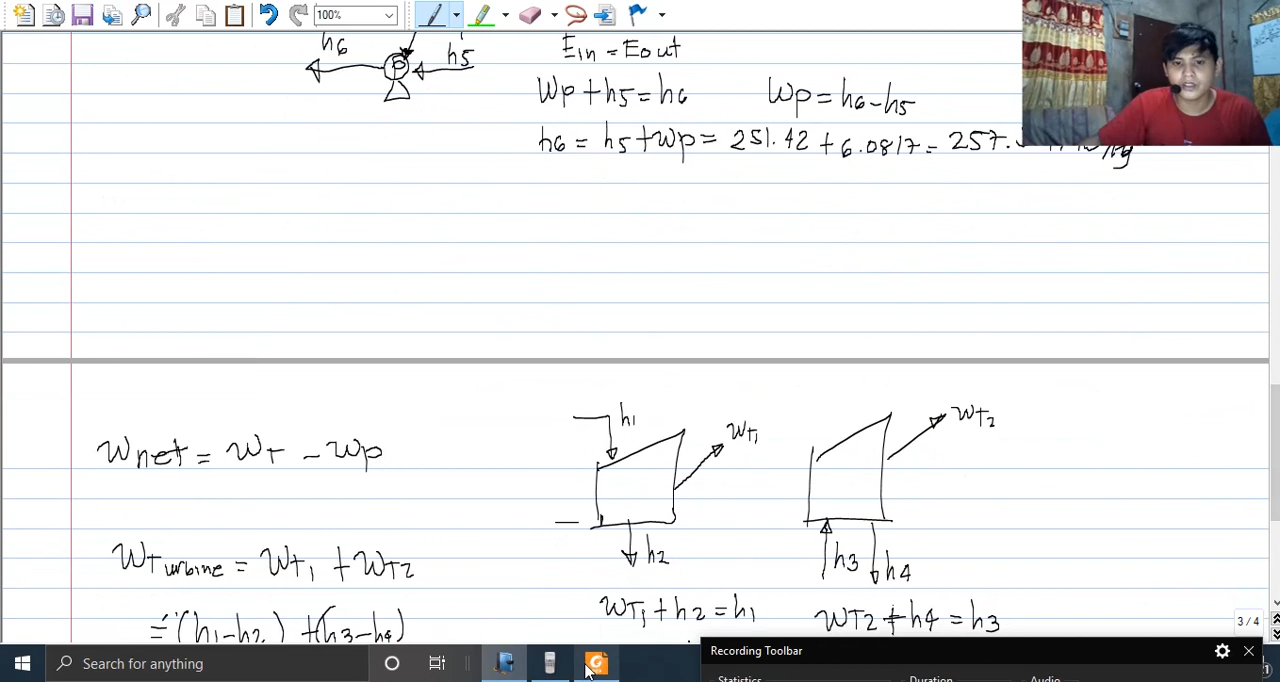 100%
h6
h5
P
Ein = Eout
Wp + h5 = h6
Wp = h6 - h5
h6 = h5 + Wp = 251.42 + 6.0817 = 257.
Wnet = WT - Wp
h1
WT1
WT2
h2
h3
h4
WTurbine = WT1 + WT2
= (h1-h2) + (h3-h4)
WT1 + h2 = h1
WT2 + h4 = h3
3 / 4
Type: Search for anything
Recording Toolbar
Statistics
Duration
Audio